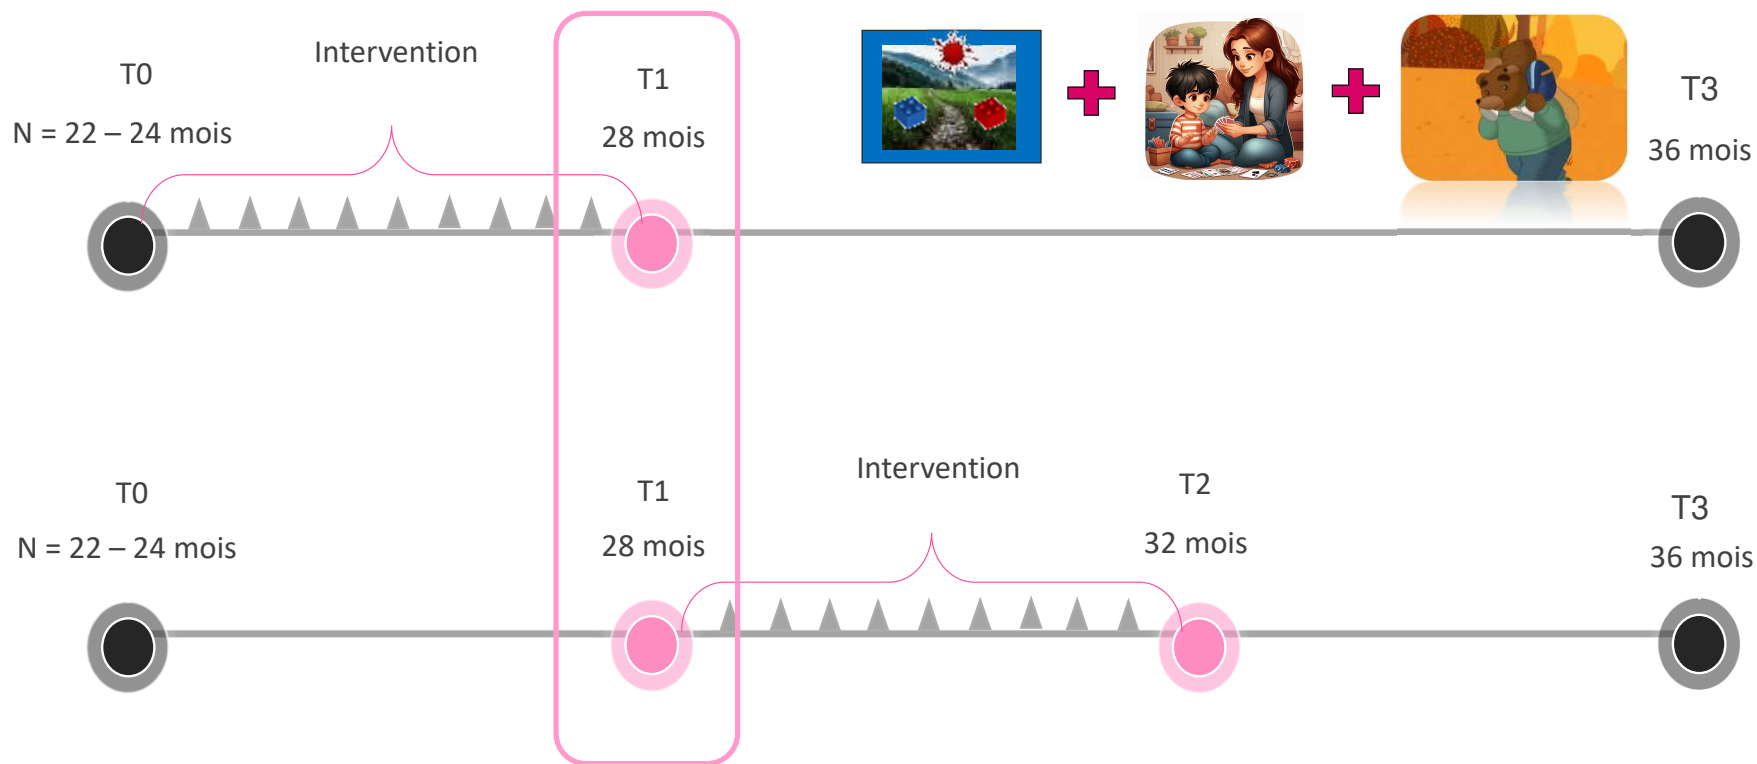 Intervention
T0
N = 22 – 24 mois
T1
28 mois
T3
36 mois
Intervention
T0
N = 22 – 24 mois
T1
28 mois
T2
32 mois
T3
36 mois